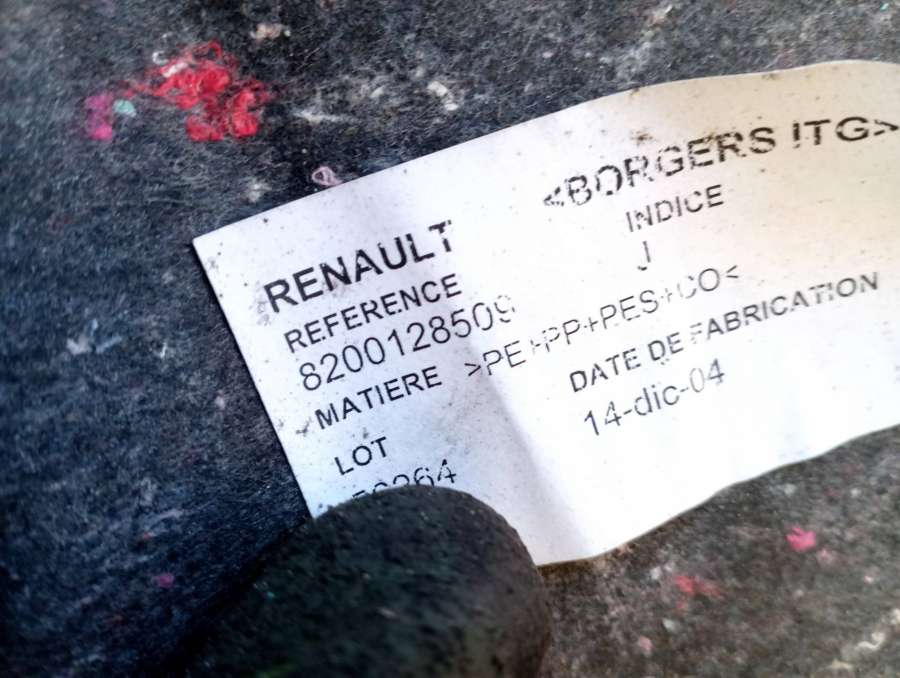 <BORGERS ITG>
RENAULT
INDICE
REFERENCE
J
8200128509
MATIERE >PE+PP+PES+CO<
DATE DE FABRICATION
LOT
14-dic-04